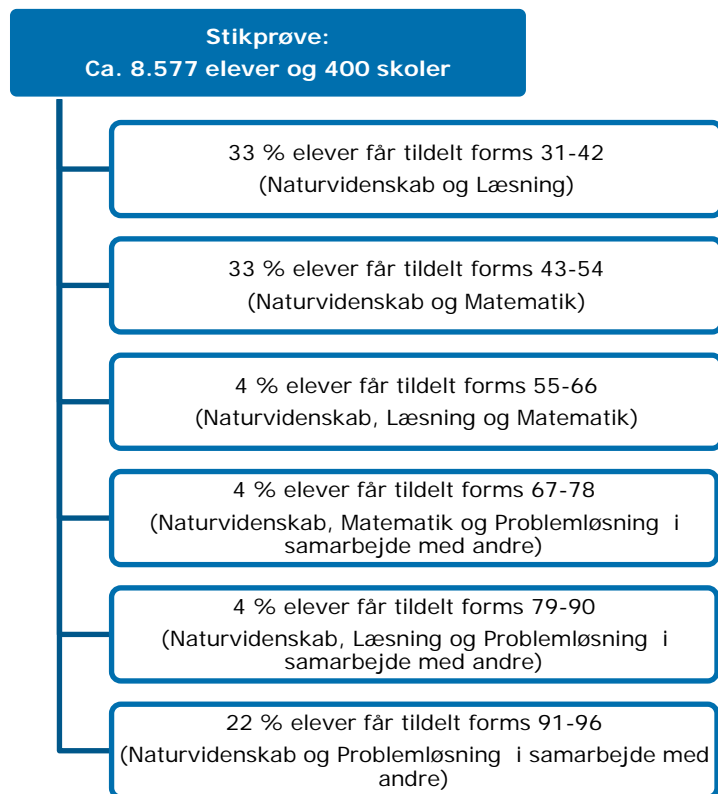 Stikprøve:
Ca. 8.577 elever og 400 skoler
33 % elever får tildelt forms 31-42
(Naturvidenskab og Læsning)
33 % elever får tildelt forms 43-54
(Naturvidenskab og Matematik)
4 % elever får tildelt forms 55-66
(Naturvidenskab, Læsning og Matematik)
4 % elever får tildelt forms 67-78
(Naturvidenskab, Matematik og Problemløsning i
samarbejde med andre)
4 % elever får tildelt forms 79-90
(Naturvidenskab, Læsning og Problemløsning i
samarbejde med andre)
22 % elever får tildelt forms 91-96
(Naturvidenskab og Problemløsning i samarbejde med
andre)